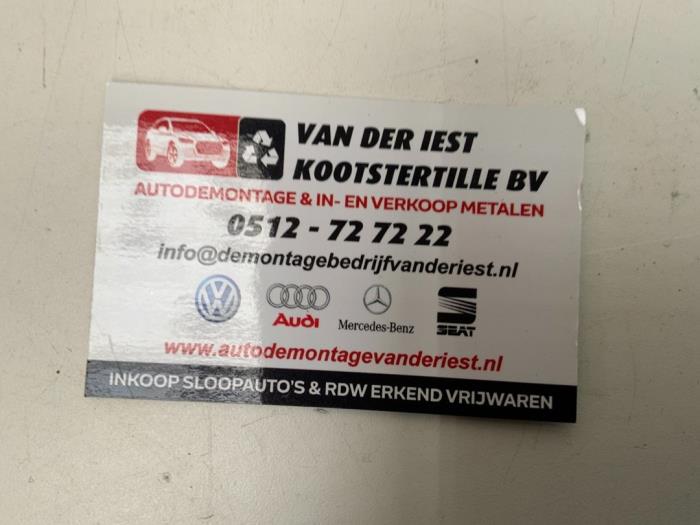 VAN DER IEST
KOOTSTERTILLE BV
AUTODEMONTAGE & IN- EN VERKOOP METALEN
0512 - 72 72 22
info@demontagebedrijfvanderiest.nl
Audi
Mercedes-Benz
SEAT
www.autodemontagevanderiest.nl
INKOOP SLOOPAUTO'S & RDW ERKEND VRIJWAREN